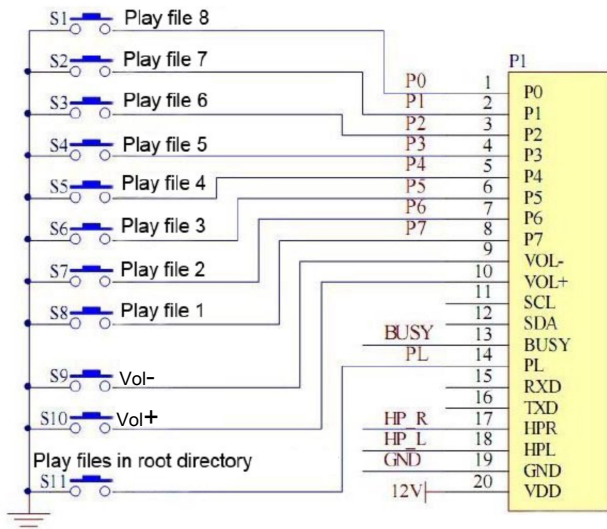 S1 Play file 8
S2 Play file 7
S3 Play file 6
S4 Play file 5
S5 Play file 4
S6 Play file 3
S7 Play file 2
S8 Play file 1
S9 Vol-
S10 Vol+
Play files in root directory
S11
P1
P0 1 P0
P1 2 P1
P2 3 P2
P3 4 P3
P4 5 P4
P5 6 P5
P6 7 P6
P7 8 P7
9 VOL-
10 VOL+
11 SCL
12 SDA
BUSY 13 BUSY
PL 14 PL
15 RXD
16 TXD
HP_R 17 HPR
HP_L 18 HPL
GND 19 GND
12V 20 VDD